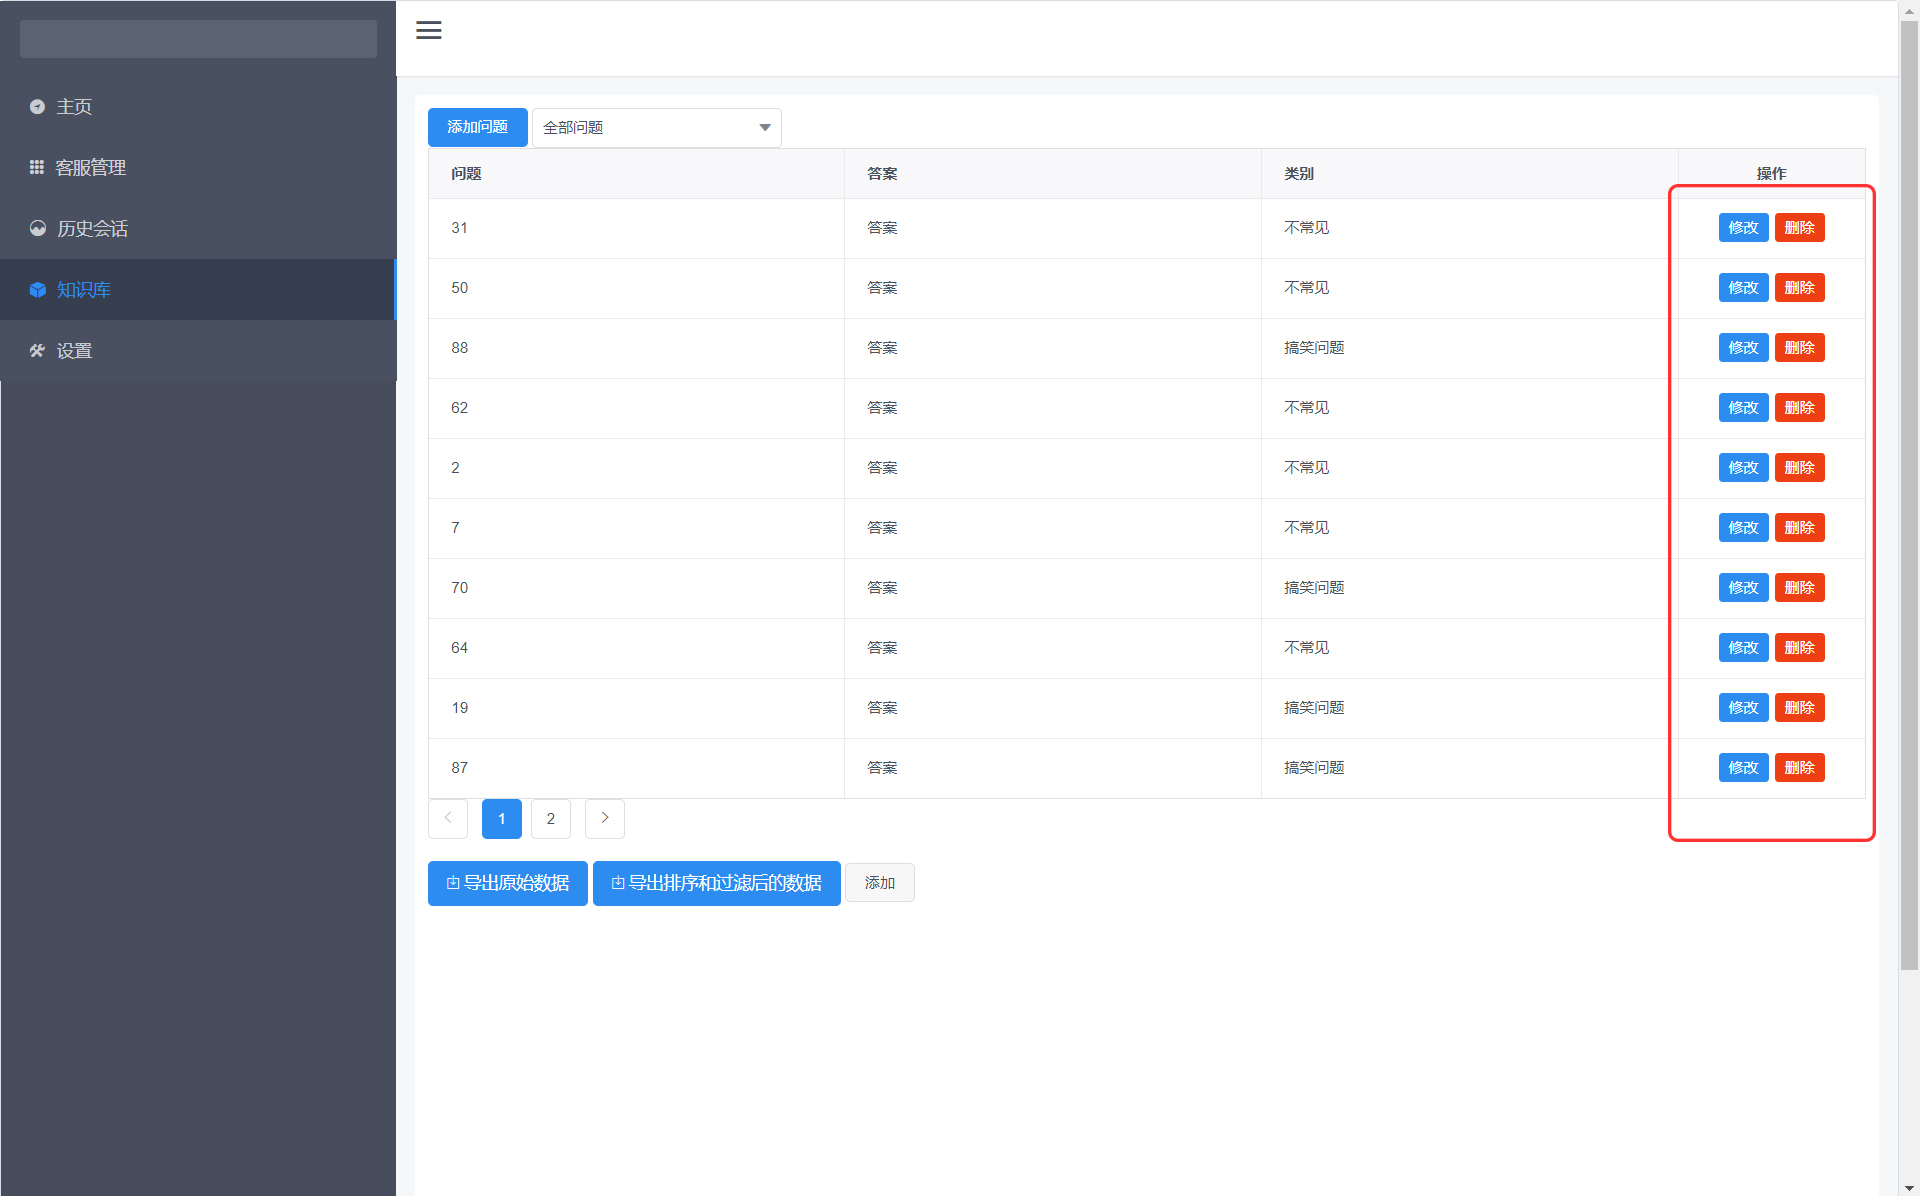 主页
客服管理
历史会话
知识库
设置
添加问题 全部问题
问题 答案 类别 操作
31 答案 不常见 修改 删除
50 答案 不常见 修改 删除
88 答案 搞笑问题 修改 删除
62 答案 不常见 修改 删除
2 答案 不常见 修改 删除
7 答案 不常见 修改 删除
70 答案 搞笑问题 修改 删除
64 答案 不常见 修改 删除
19 答案 搞笑问题 修改 删除
87 答案 搞笑问题 修改 删除
1 2
导出原始数据 导出排序和过滤后的数据 添加